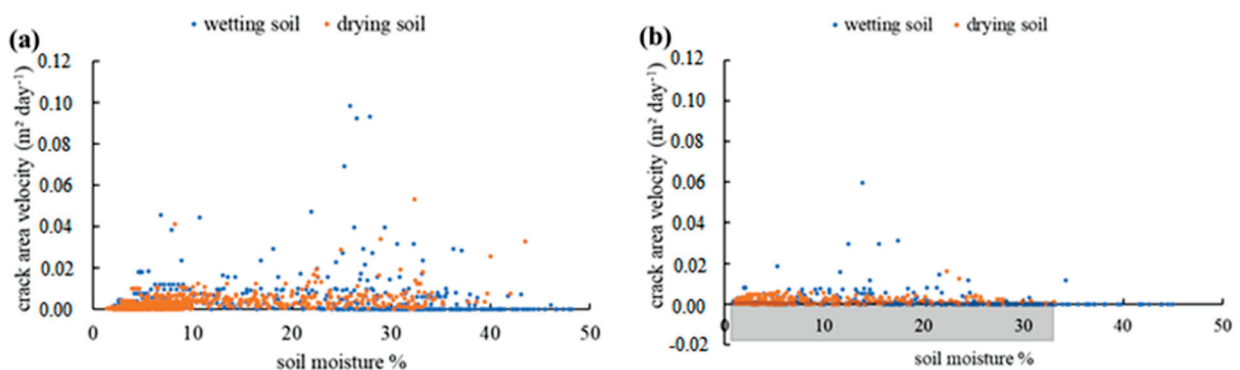 (a)
wetting soil drying soil
crack area velocity (m² day⁻¹)
0.12
0.10
0.08
0.06
0.04
0.02
0.00
0 10 20 30 40 50
soil moisture %
(b)
wetting soil drying soil
crack area velocity (m² day⁻¹)
0.12
0.10
0.08
0.06
0.04
0.02
0.00
-0.02
0 10 20 30 40 50
soil moisture %